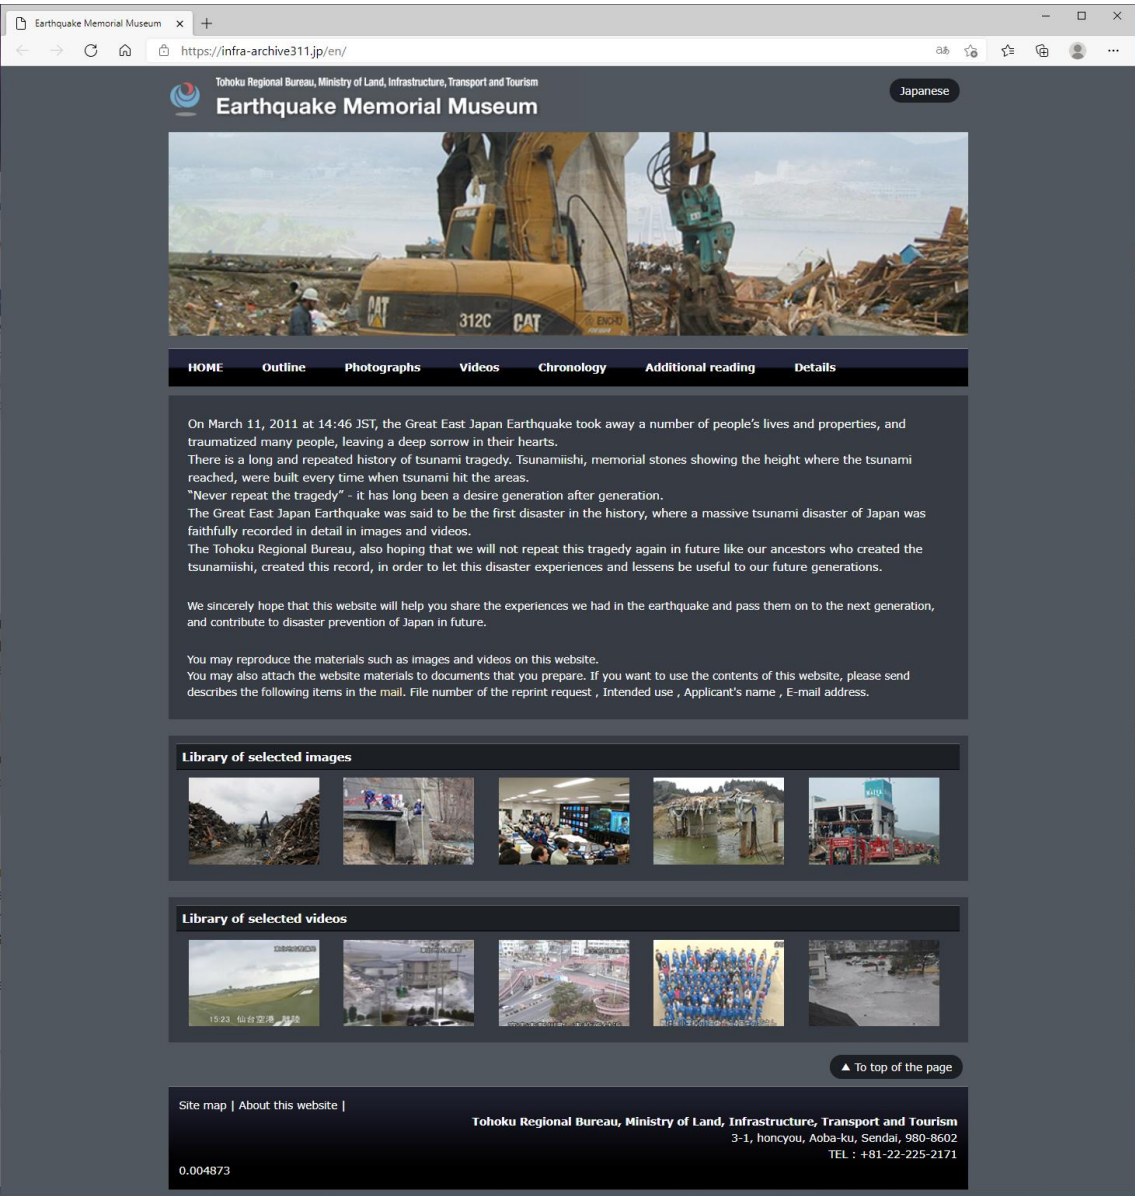 Earthquake Memorial Museum
https://infra-archive311.jp/en/
Tohoku Regional Bureau, Ministry of Land, Infrastructure, Transport and Tourism
Earthquake Memorial Museum
Japanese
CAT
312C
CAT
HOME
Outline
Photographs
Videos
Chronology
Additional reading
Details
On March 11, 2011 at 14:46 JST, the Great East Japan Earthquake took away a number of people’s lives and properties, and
traumatized many people, leaving a deep sorrow in their hearts.
There is a long and repeated history of tsunami tragedy. Tsunamiishi, memorial stones showing the height where the tsunami
reached, were built every time when tsunami hit the areas.
“Never repeat the tragedy” - it has long been a desire generation after generation.
The Great East Japan Earthquake was said to be the first disaster in the history, where a massive tsunami disaster of Japan was
faithfully recorded in detail in images and videos.
The Tohoku Regional Bureau, also hoping that we will not repeat this tragedy again in future like our ancestors who created the
tsunamiishi, created this record, in order to let this disaster experiences and lessens be useful to our future generations.
We sincerely hope that this website will help you share the experiences we had in the earthquake and pass them on to the next generation,
and contribute to disaster prevention of Japan in future.
You may reproduce the materials such as images and videos on this website.
You may also attach the website materials to documents that you prepare. If you want to use the contents of this website, please send
describes the following items in the mail. File number of the reprint request , Intended use , Applicant's name , E-mail address.
Library of selected images
Library of selected videos
15:23 仙台空港 離陸
▲ To top of the page
Site map | About this website |
Tohoku Regional Bureau, Ministry of Land, Infrastructure, Transport and Tourism
3-1, honcyou, Aoba-ku, Sendai, 980-8602
TEL : +81-22-225-2171
0.004873